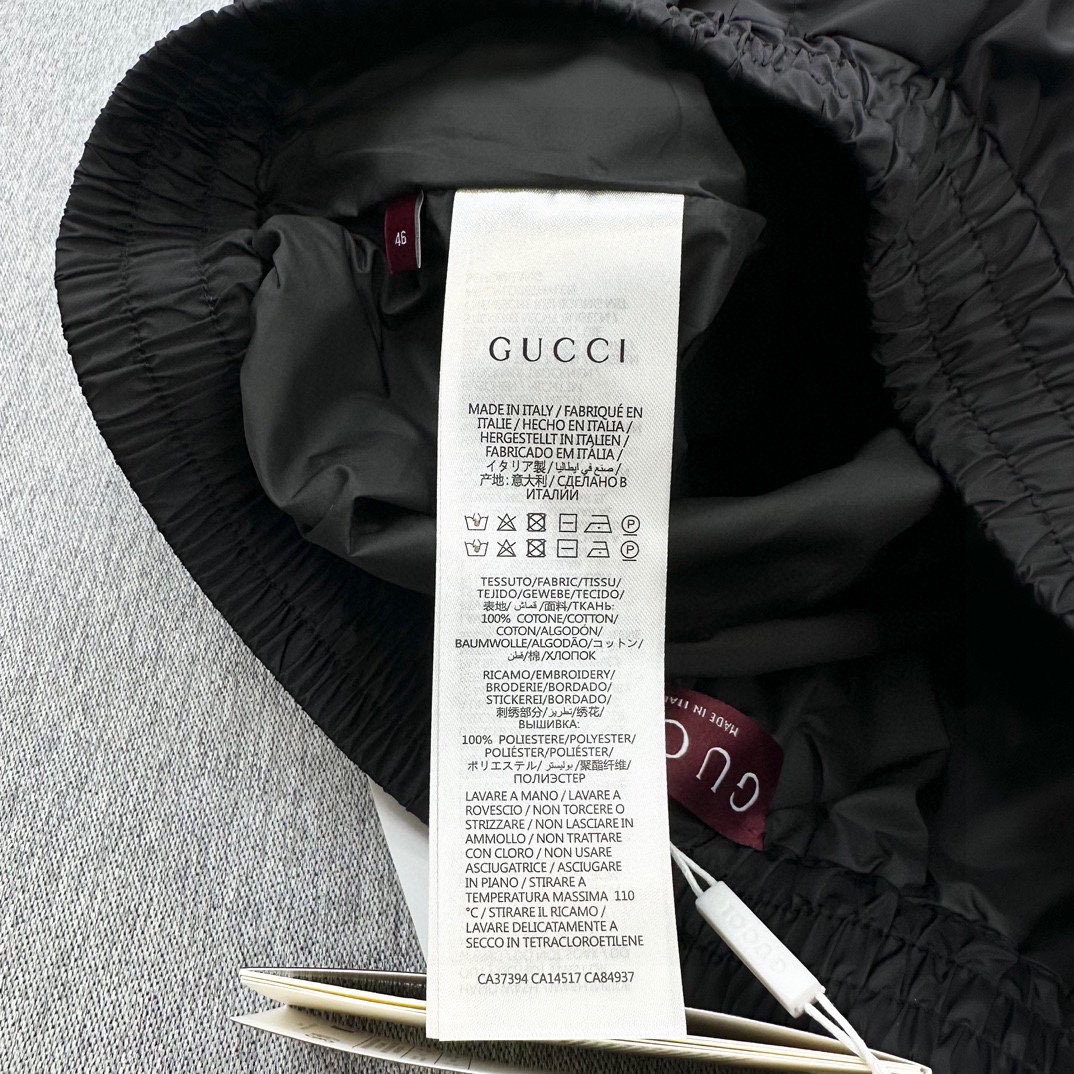 46
GUCCI
MADE IN ITALY / FABRIQUÉ EN
ITALIE / HECHO EN ITALIA /
HERGESTELLT IN ITALIEN /
FABRICADO EM ITÁLIA /
イタリア製 / صنع في ايطاليا /
产地: 意大利 / СДЕЛАНО В
ИТАЛИИ
TESSUTO/FABRIC/TISSU/
TEJIDO/GEWEBE/TECIDO/
表地/ قماش /面料/ТКАНЬ:
100% COTONE/COTTON/
COTON/ALGODÓN/
BAUMWOLLE/ALGODÃO/コットン/
قطن/棉/ХЛОПОК
RICAMO/EMBROIDERY/
BRODERIE/BORDADO/
STICKEREI/BORDADO/
刺绣部分/ تطريز/绣花/
ВЫШИВКА:
100% POLIESTERE/POLYESTER/
POLIÉSTER/POLIÉSTER/
ポリエステル/ بوليستر /聚酯纤维/
ПОЛИЭСТЕР
LAVARE A MANO / LAVARE A
ROVESCIO / NON TORCERE O
STRIZZARE / NON LASCIARE IN
AMMOLLO / NON TRATTARE
CON CLORO / NON USARE
ASCIUGATRICE / ASCIUGARE
IN PIANO / STIRARE A
TEMPERATURA MASSIMA 110
°C / STIRARE IL RICAMO /
LAVARE DELICATAMENTE A
SECCO IN TETRACLOROETILENE
CA37394 CA14517 CA84937
GUC
MADE IN ITA
GUCCI